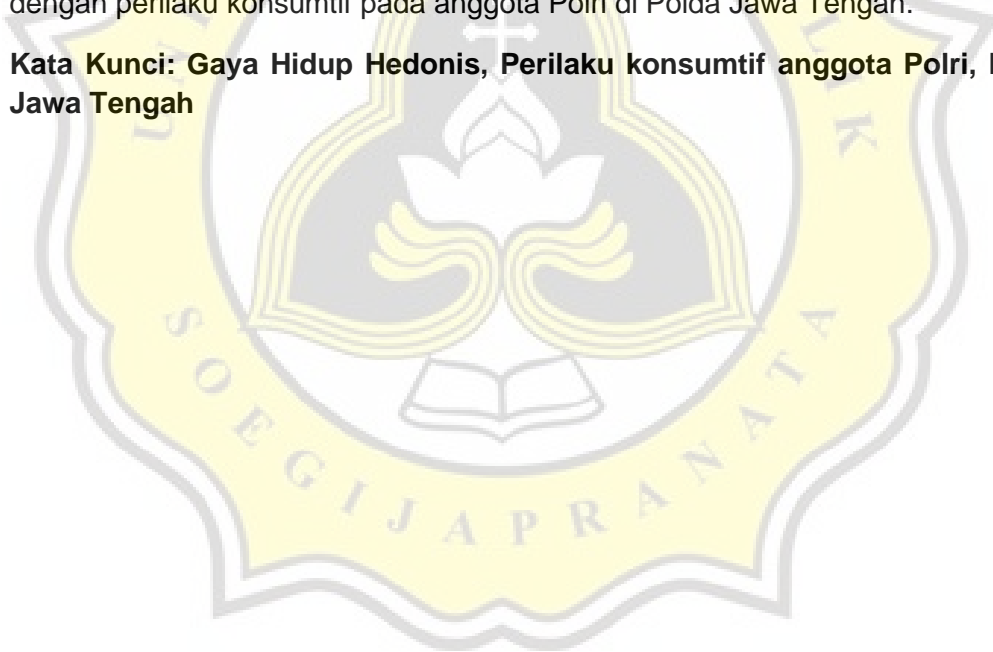 dengan perilaku konsumtif pada anggota Polri di Polda Jawa Tengah.
Kata Kunci: Gaya Hidup Hedonis, Perilaku konsumtif anggota Polri,
Jawa Tengah
SOEGIJAPRANATA